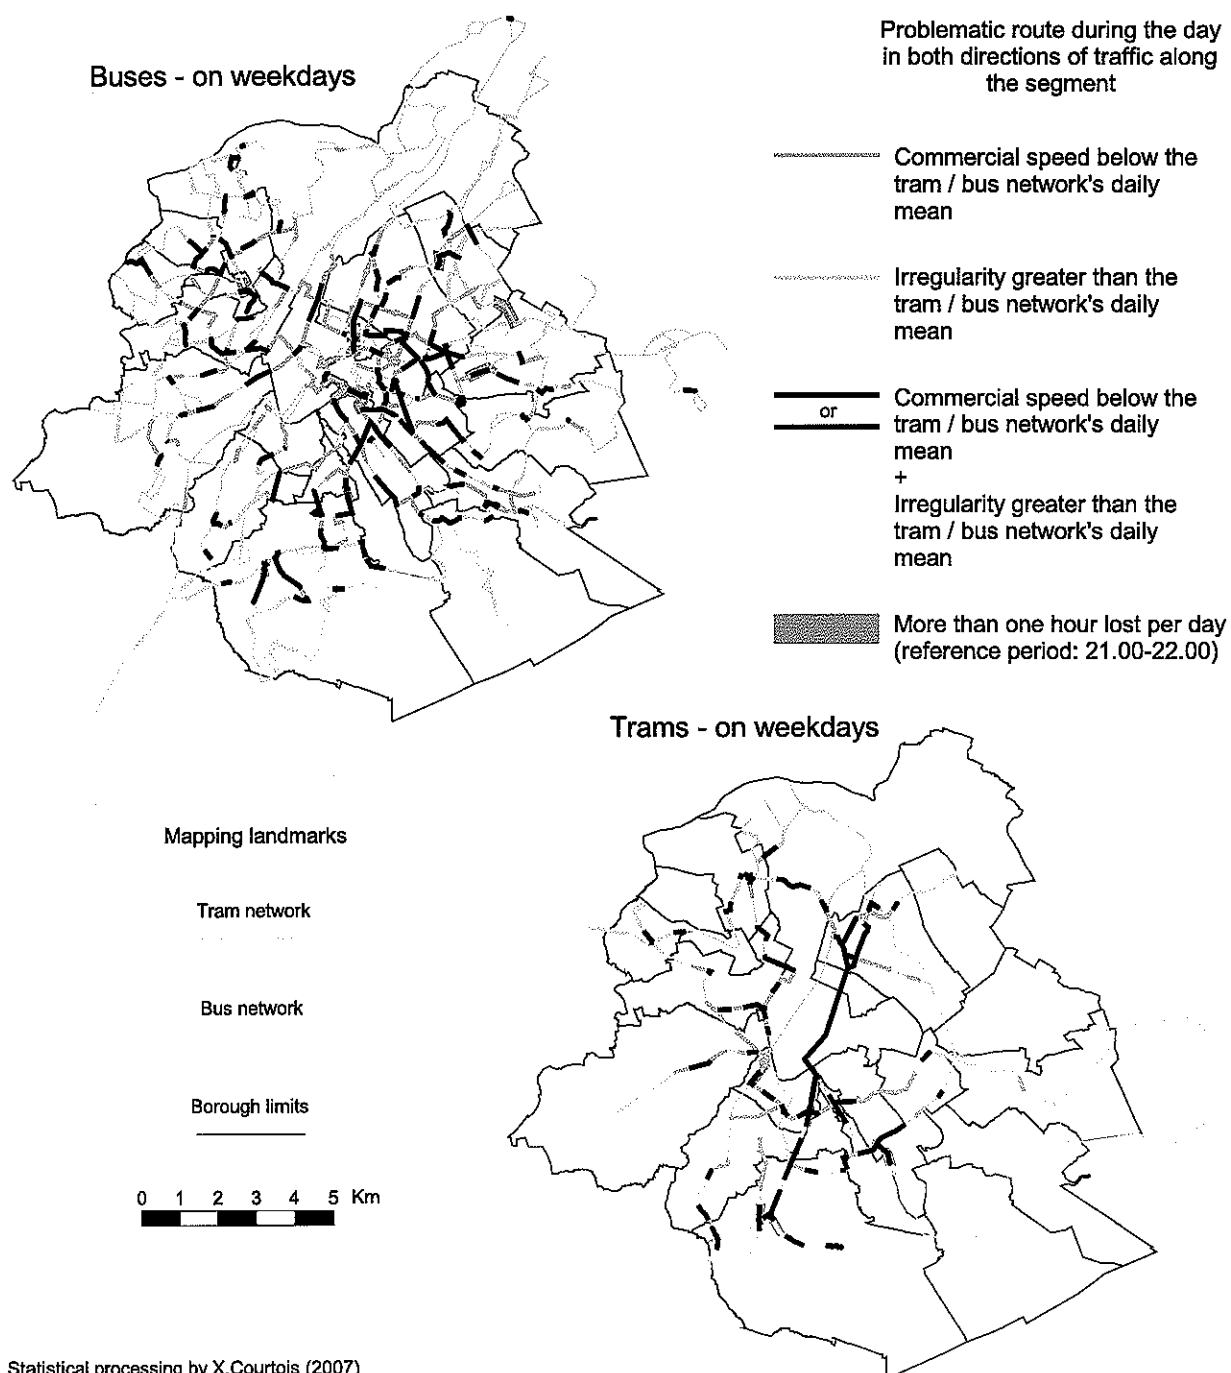 Buses - on weekdays
Problematic route during the day
in both directions of traffic along
the segment
Commercial speed below the
tram / bus network's daily
mean
Irregularity greater than the
tram / bus network's daily
mean
or
Commercial speed below the
tram / bus network's daily
mean
+
Irregularity greater than the
tram / bus network's daily
mean
More than one hour lost per day
(reference period: 21.00-22.00)
Trams - on weekdays
Mapping landmarks
Tram network
Bus network
Borough limits
0 1 2 3 4 5 Km
Statistical processing by X.Courtois (2007)